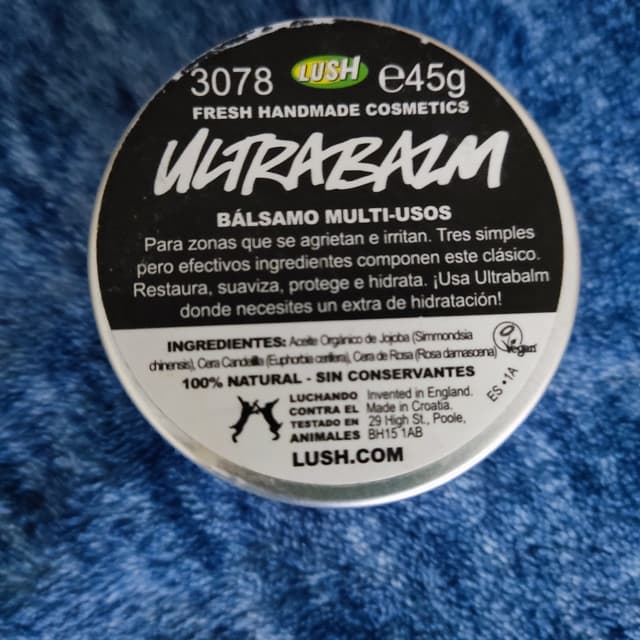 3078 LUSH ℮45g
FRESH HANDMADE COSMETICS
ULTRABALM
BÁLSAMO MULTI-USOS
Para zonas que se agrietan e irritan. Tres simples
pero efectivos ingredientes componen este clásico.
Restaura, suaviza, protege e hidrata. ¡Usa Ultrabalm
donde necesites un extra de hidratación!
INGREDIENTES: Aceite Orgánico de Jojoba (Simmondsia
chinensis), Cera Candelilla (Euphorbia cerifera), Cera de Rosa (Rosa damascena)
Vegan
100% NATURAL - SIN CONSERVANTES
ES • 1A
LUCHANDO
CONTRA EL
TESTADO EN
ANIMALES
Invented in England.
Made in Croatia.
29 High St., Poole,
BH15 1AB
LUSH.COM